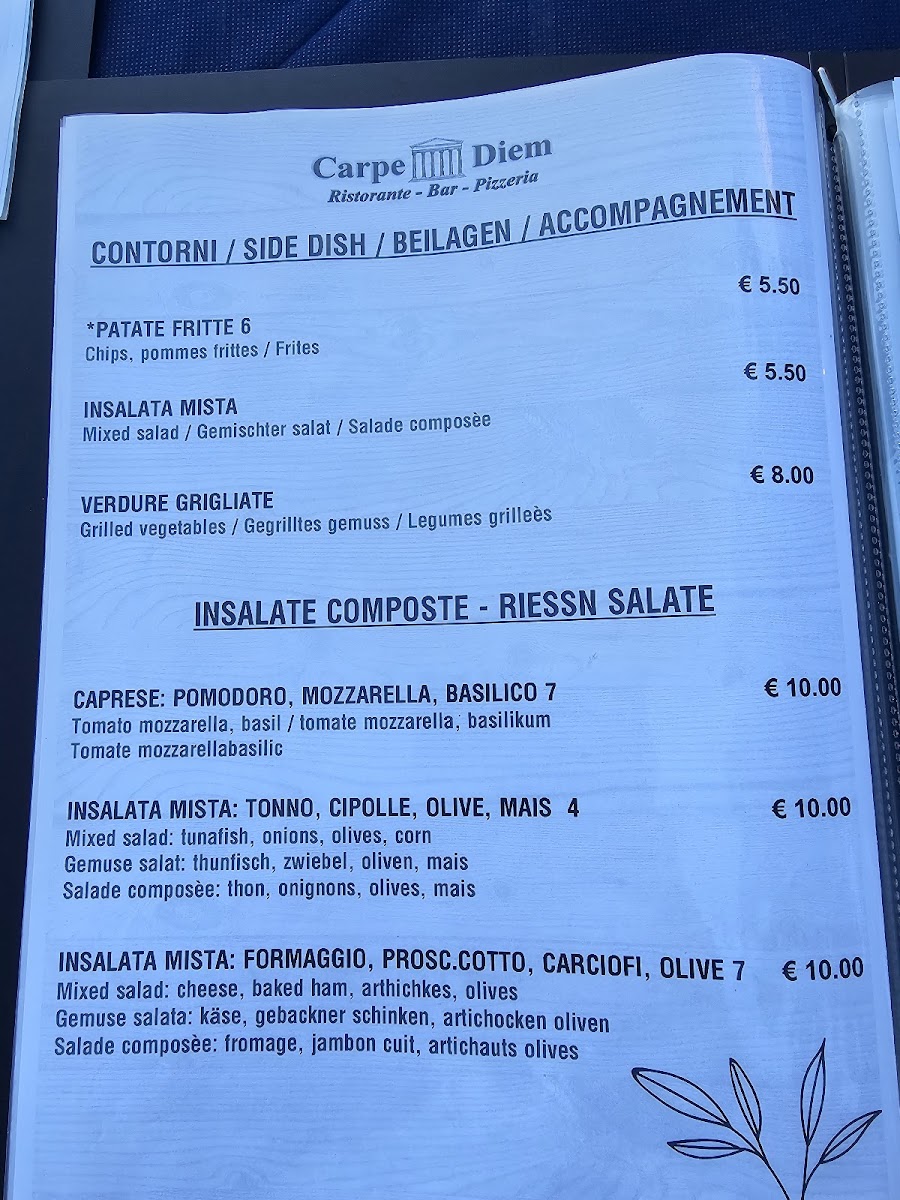 Carpe Diem
Ristorante - Bar - Pizzeria
CONTORNI / SIDE DISH / BEILAGEN / ACCOMPAGNEMENT
€ 5.50
*PATATE FRITTE 6
Chips, pommes frittes / Frites
€ 5.50
INSALATA MISTA
Mixed salad / Gemischter salat / Salade composèe
€ 8.00
VERDURE GRIGLIATE
Grilled vegetables / Gegrilltes gemuss / Legumes grilleès
INSALATE COMPOSTE - RIESSN SALATE
CAPRESE: POMODORO, MOZZARELLA, BASILICO 7 € 10.00
Tomato mozzarella, basil / tomate mozzarella, basilikum
Tomate mozzarellabasilic
INSALATA MISTA: TONNO, CIPOLLE, OLIVE, MAIS 4 € 10.00
Mixed salad: tunafish, onions, olives, corn
Gemuse salat: thunfisch, zwiebel, oliven, mais
Salade composèe: thon, onignons, olives, mais
INSALATA MISTA: FORMAGGIO, PROSC.COTTO, CARCIOFI, OLIVE 7 € 10.00
Mixed salad: cheese, baked ham, arthichkes, olives
Gemuse salata: käse, gebackner schinken, artichocken oliven
Salade composèe: fromage, jambon cuit, artichauts olives